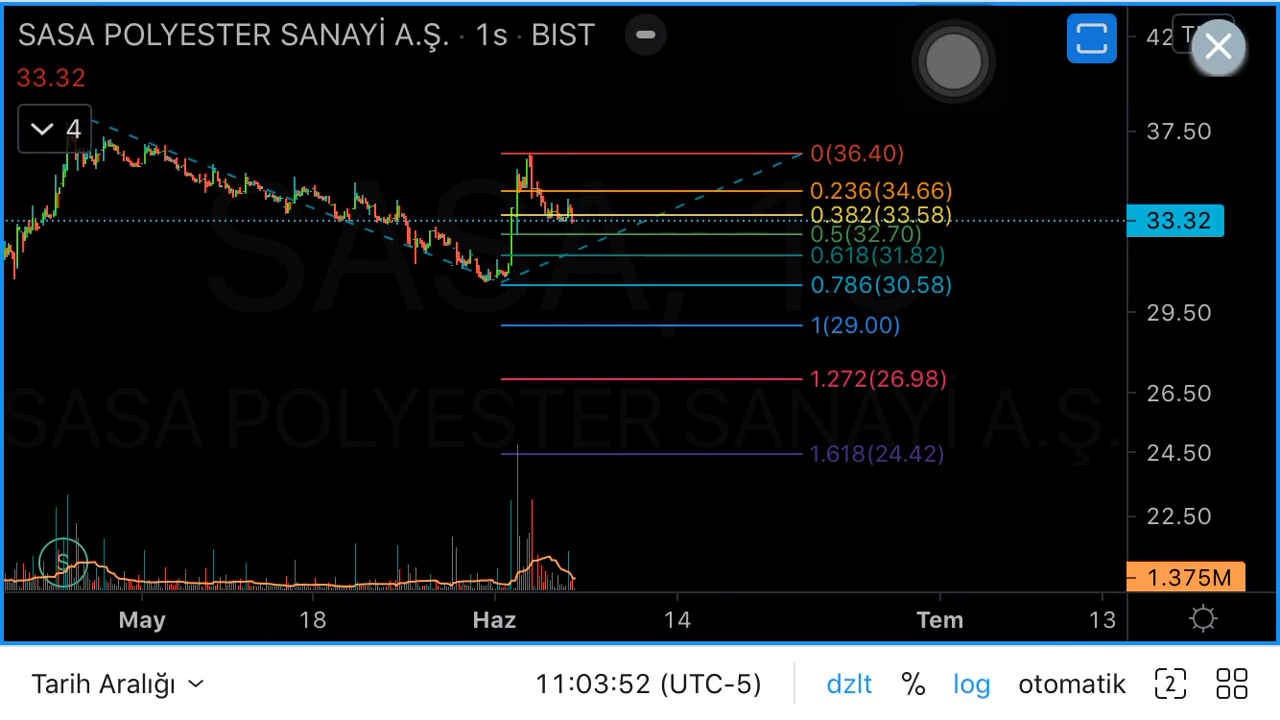 SASA POLYESTER SANAYİ A.Ş. · 1s · BIST
33.32
4
42
37.50
33.32
29.50
26.50
24.50
22.50
1.375M
0(36.40)
0.236(34.66)
0.382(33.58)
0.5(32.70)
0.618(31.82)
0.786(30.58)
1(29.00)
1.272(26.98)
1.618(24.42)
SASA, 1s
SASA POLYESTER SANAYİ A.Ş.
S
May 18 Haz 14 Tem 13
Tarih Aralığı 11:03:52 (UTC-5) dzlt % log otomatik 2